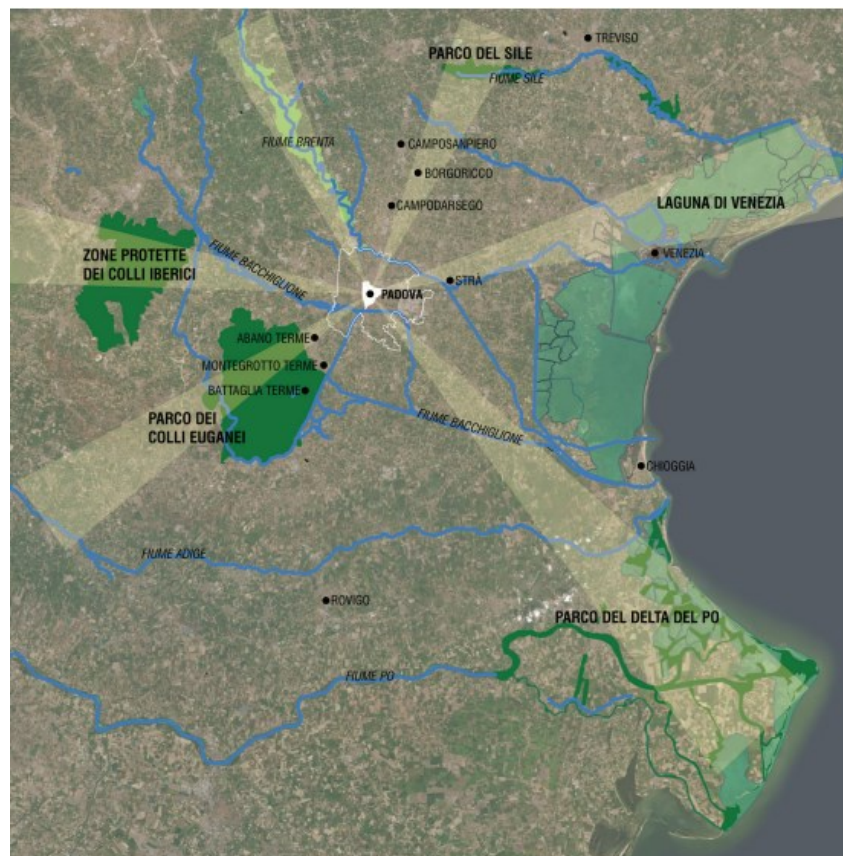 TREVISO
PARCO DEL SILE
FIUME SILE
FIUME BRENTA
CAMPOSANPIERO
BORGORICCO
CAMPODARSEGO
LAGUNA DI VENEZIA
ZONE PROTETTE
DEI COLLI IBERICI
FIUME BACCHIGLIONE
VENEZIA
STRÀ
PADOVA
ABANO TERME
MONTEGROTTO TERME
BATTAGLIA TERME
PARCO DEI
COLLI EUGANEI
FIUME BACCHIGLIONE
CHIOGGIA
FIUME ADIGE
ROVIGO
PARCO DEL DELTA DEL PO
FIUME PO